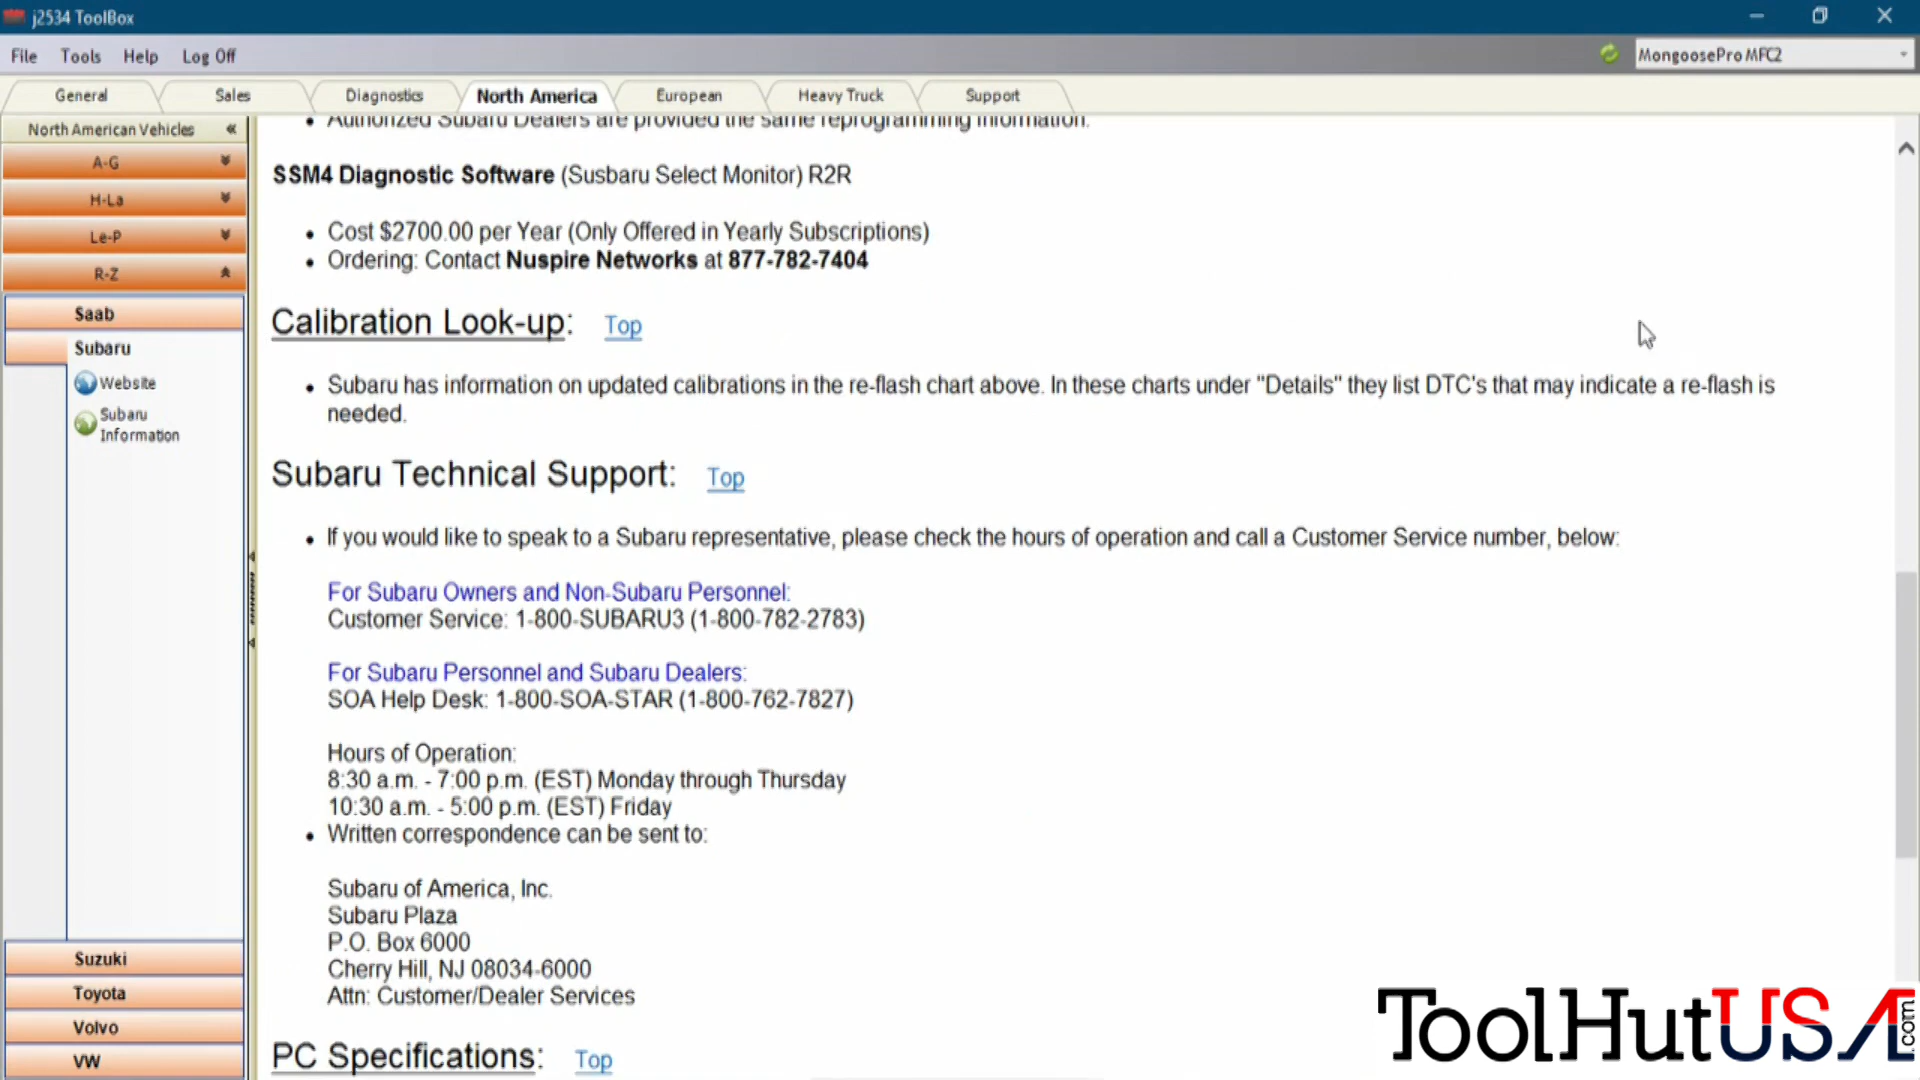 j2534 ToolBox
File Tools Help Log Off
MongoosePro MFC2
General Sales Diagnostics North America European Heavy Truck Support
North American Vehicles «
A-G
H-La
Le-P
R-Z
Saab
Subaru
Website
Subaru
Information
Suzuki
Toyota
Volvo
VW
• Authorized Subaru Dealers are provided the same reprogramming information.
SSM4 Diagnostic Software (Susbaru Select Monitor) R2R
• Cost $2700.00 per Year (Only Offered in Yearly Subscriptions)
• Ordering: Contact Nuspire Networks at 877-782-7404
Calibration Look-up: Top
• Subaru has information on updated calibrations in the re-flash chart above. In these charts under "Details" they list DTC's that may indicate a re-flash is
needed.
Subaru Technical Support: Top
• If you would like to speak to a Subaru representative, please check the hours of operation and call a Customer Service number, below:
For Subaru Owners and Non-Subaru Personnel:
Customer Service: 1-800-SUBARU3 (1-800-782-2783)
For Subaru Personnel and Subaru Dealers:
SOA Help Desk: 1-800-SOA-STAR (1-800-762-7827)
Hours of Operation:
8:30 a.m. - 7:00 p.m. (EST) Monday through Thursday
10:30 a.m. - 5:00 p.m. (EST) Friday
• Written correspondence can be sent to:
Subaru of America, Inc.
Subaru Plaza
P.O. Box 6000
Cherry Hill, NJ 08034-6000
Attn: Customer/Dealer Services
PC Specifications: Top
ToolHutUSA.com